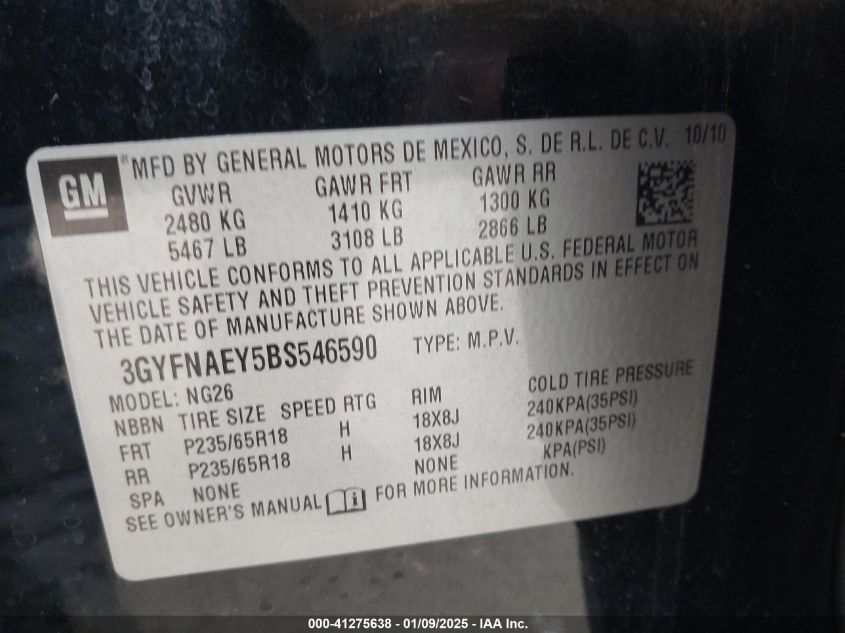 GM
® MFD BY GENERAL MOTORS DE MEXICO, S. DE R.L. DE C.V. 10/10
GVWR GAWR FRT GAWR RR
2480 KG 1410 KG 1300 KG
5467 LB 3108 LB 2866 LB
THIS VEHICLE CONFORMS TO ALL APPLICABLE U.S. FEDERAL MOTOR
VEHICLE SAFETY AND THEFT PREVENTION STANDARDS IN EFFECT ON
THE DATE OF MANUFACTURE SHOWN ABOVE.
3GYFNAEY5BS546590 TYPE: M.P.V.
MODEL: NG26
NBBN TIRE SIZE SPEED RTG RIM COLD TIRE PRESSURE
FRT P235/65R18 H 18X8J 240KPA(35PSI)
RR P235/65R18 H 18X8J 240KPA(35PSI)
SPA NONE NONE KPA(PSI)
SEE OWNER'S MANUAL i FOR MORE INFORMATION.
000-41275638 - 01/09/2025 - IAA Inc.